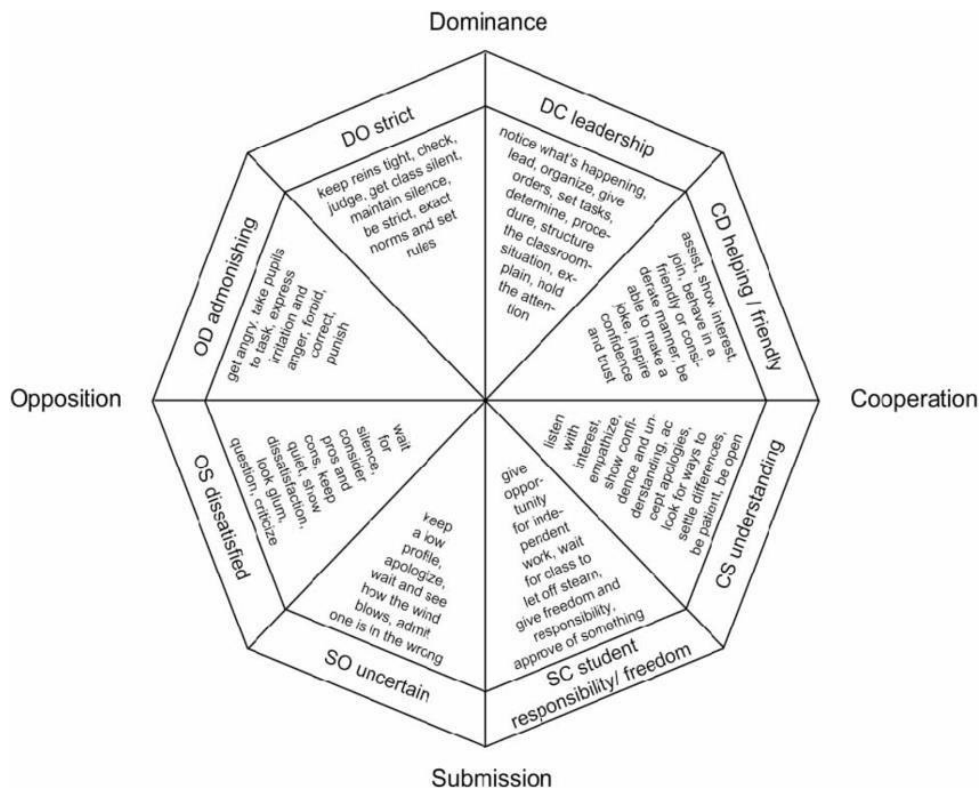 Dominance
DO strict
DC leadership
keep reins tight, check,
judge, get class silent,
maintain silence,
be strict, exact
norms and set
rules
notice what's happening,
lead, organize, give
orders, set tasks,
determine, proce-
dure, structure
the classroom-
situation, ex-
plain, hold
the atten-
tion
OD admonishing
get angry, take pupils
to task, express
irritation and
anger, forbid,
correct,
punish
CD helping / friendly
assist, show interest,
join, behave in a
friendly or consi-
derate manner, be
able to make a
joke, inspire
confidence
and trust
Opposition
Cooperation
OS dissatisfied
wait
for
silence,
consider
pros and
cons, keep
quiet, show
dissatisfaction,
look glum,
question, criticize
CS understanding
listen
with
interest,
empathize,
show confi-
dence and un-
derstanding, ac
cept apologies,
look for ways to
settle differences,
be patient, be open
SO uncertain
keep
a low
profile,
apologize,
wait and see
how the wind
blows, admit
one is in the wrong
give
oppor-
tunity
for inde-
pendent
work, wait
for class to
let off steam,
give freedom and
responsibility,
approve of something
SC student
responsibility/ freedom
Submission